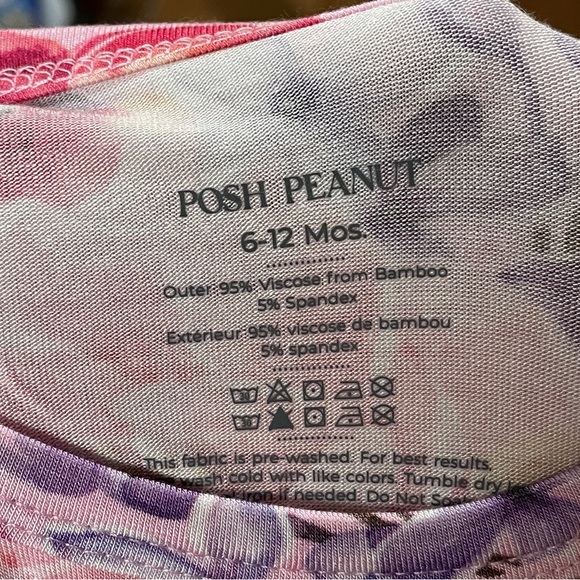 POSH PEANUT
6-12 Mos.
Outer :95% Viscose from Bamboo
5% Spandex
Extérieur :95% viscose de bambou
5% spandex
This fabric is pre-washed. For best results,
wash cold with like colors. Tumble dry
iron if needed. Do Not